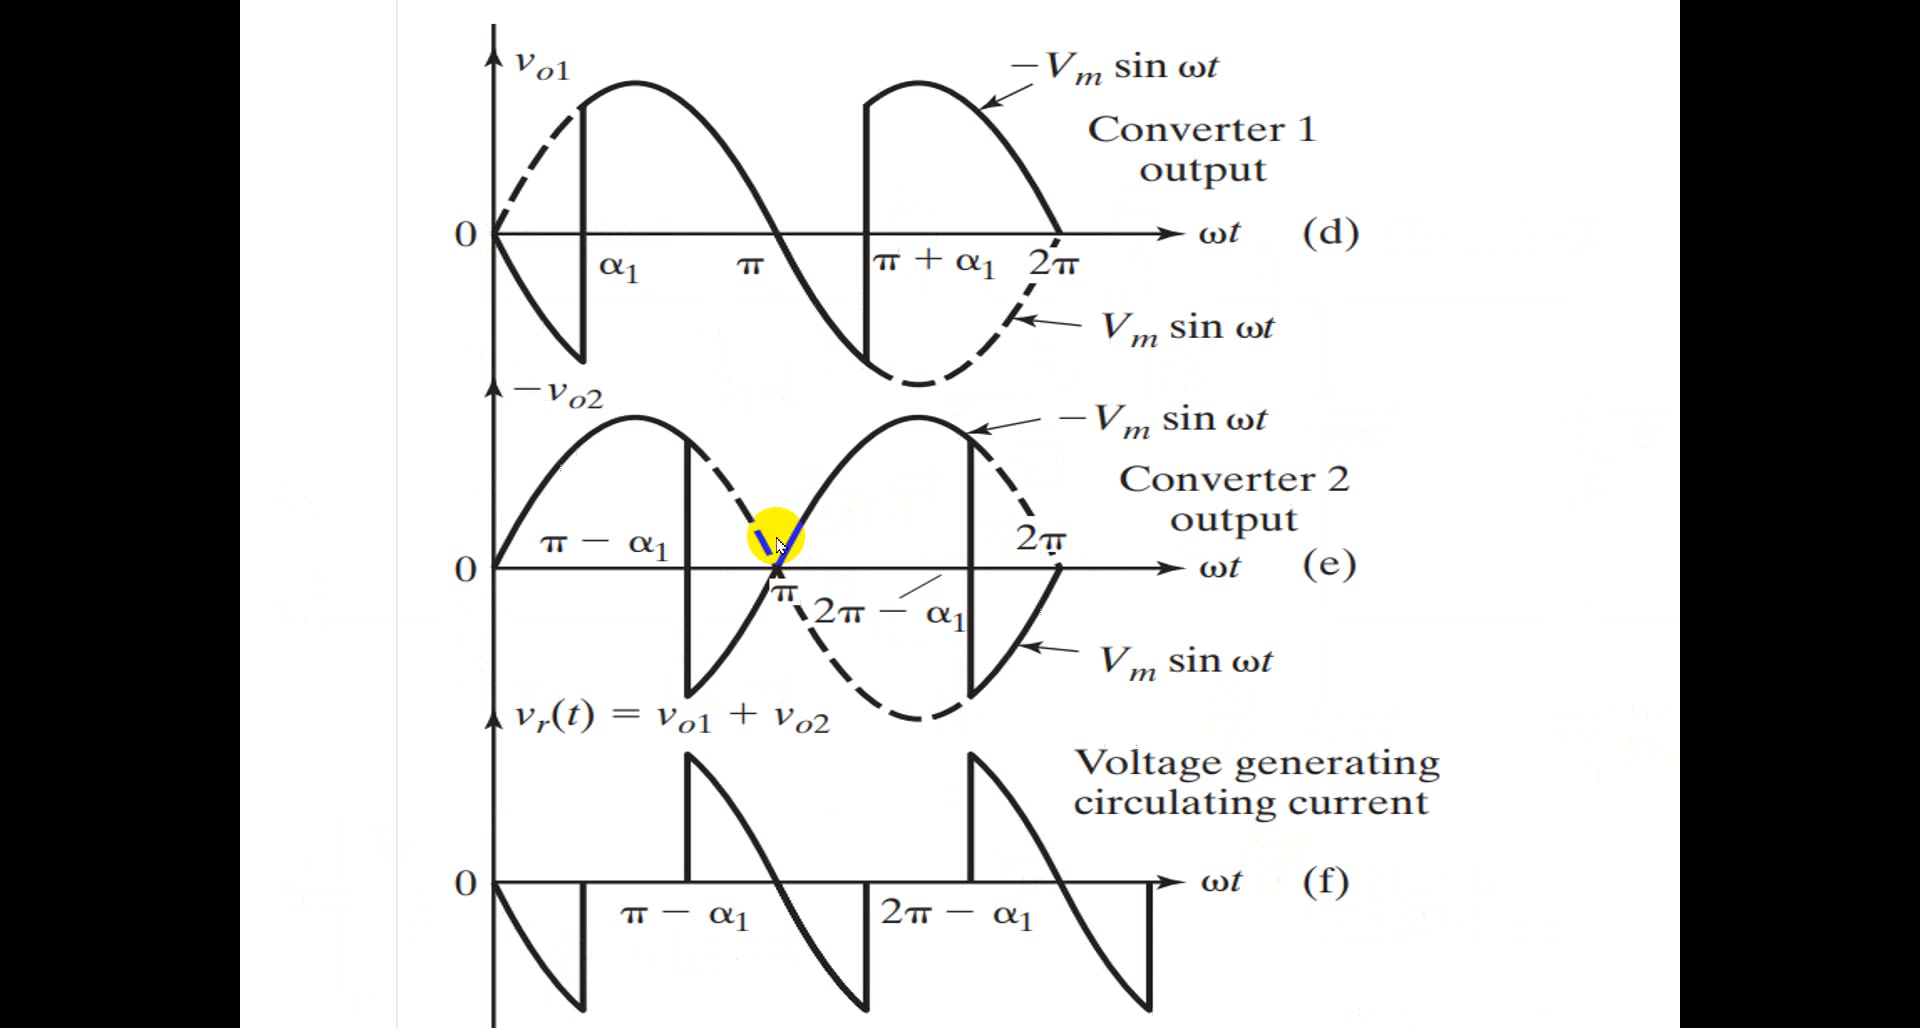 v_o1
−V_m sin ωt
Converter 1
output
0
ωt
(d)
α_1
π
π + α_1
2π
V_m sin ωt
−v_o2
−V_m sin ωt
Converter 2
output
π − α_1
2π
0
ωt
(e)
π
2π − α_1
V_m sin ωt
v_r(t) = v_o1 + v_o2
Voltage generating
circulating current
0
ωt
(f)
π − α_1
2π − α_1